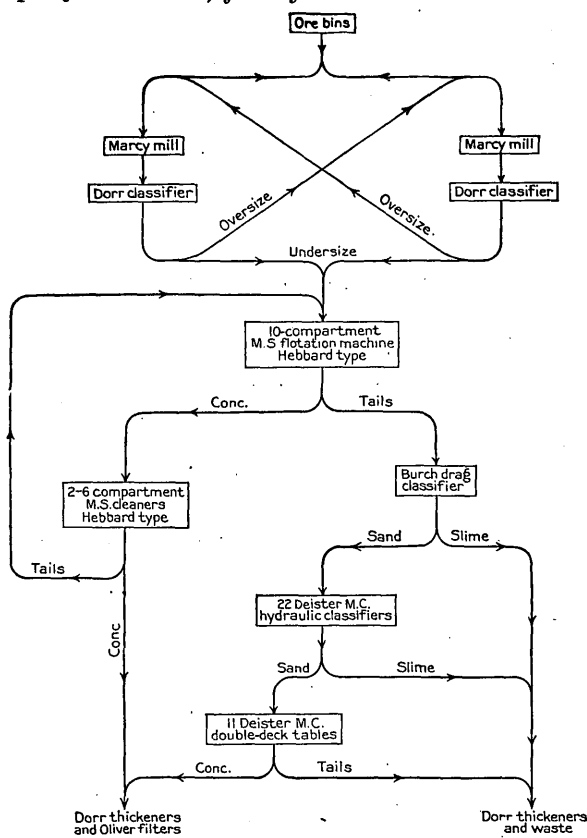 Ore bins
Marcy mill
Marcy mill
Dorr classifier
Dorr classifier
Oversize
Oversize.
Undersize
10-compartment
M.S flotation machine
Hebbard type
Conc.
Tails
2-6 compartment
M.S. cleaners
Hebbard type
Burch drag
classifier
Tails
Sand
Slime
22 Deister M.C.
hydraulic classifiers
Conc
Sand
Slime
11 Deister M.C.
double-deck tables
Conc.
Tails
Dorr thickeners
and Oliver filters
Dorr thickeners
and waste